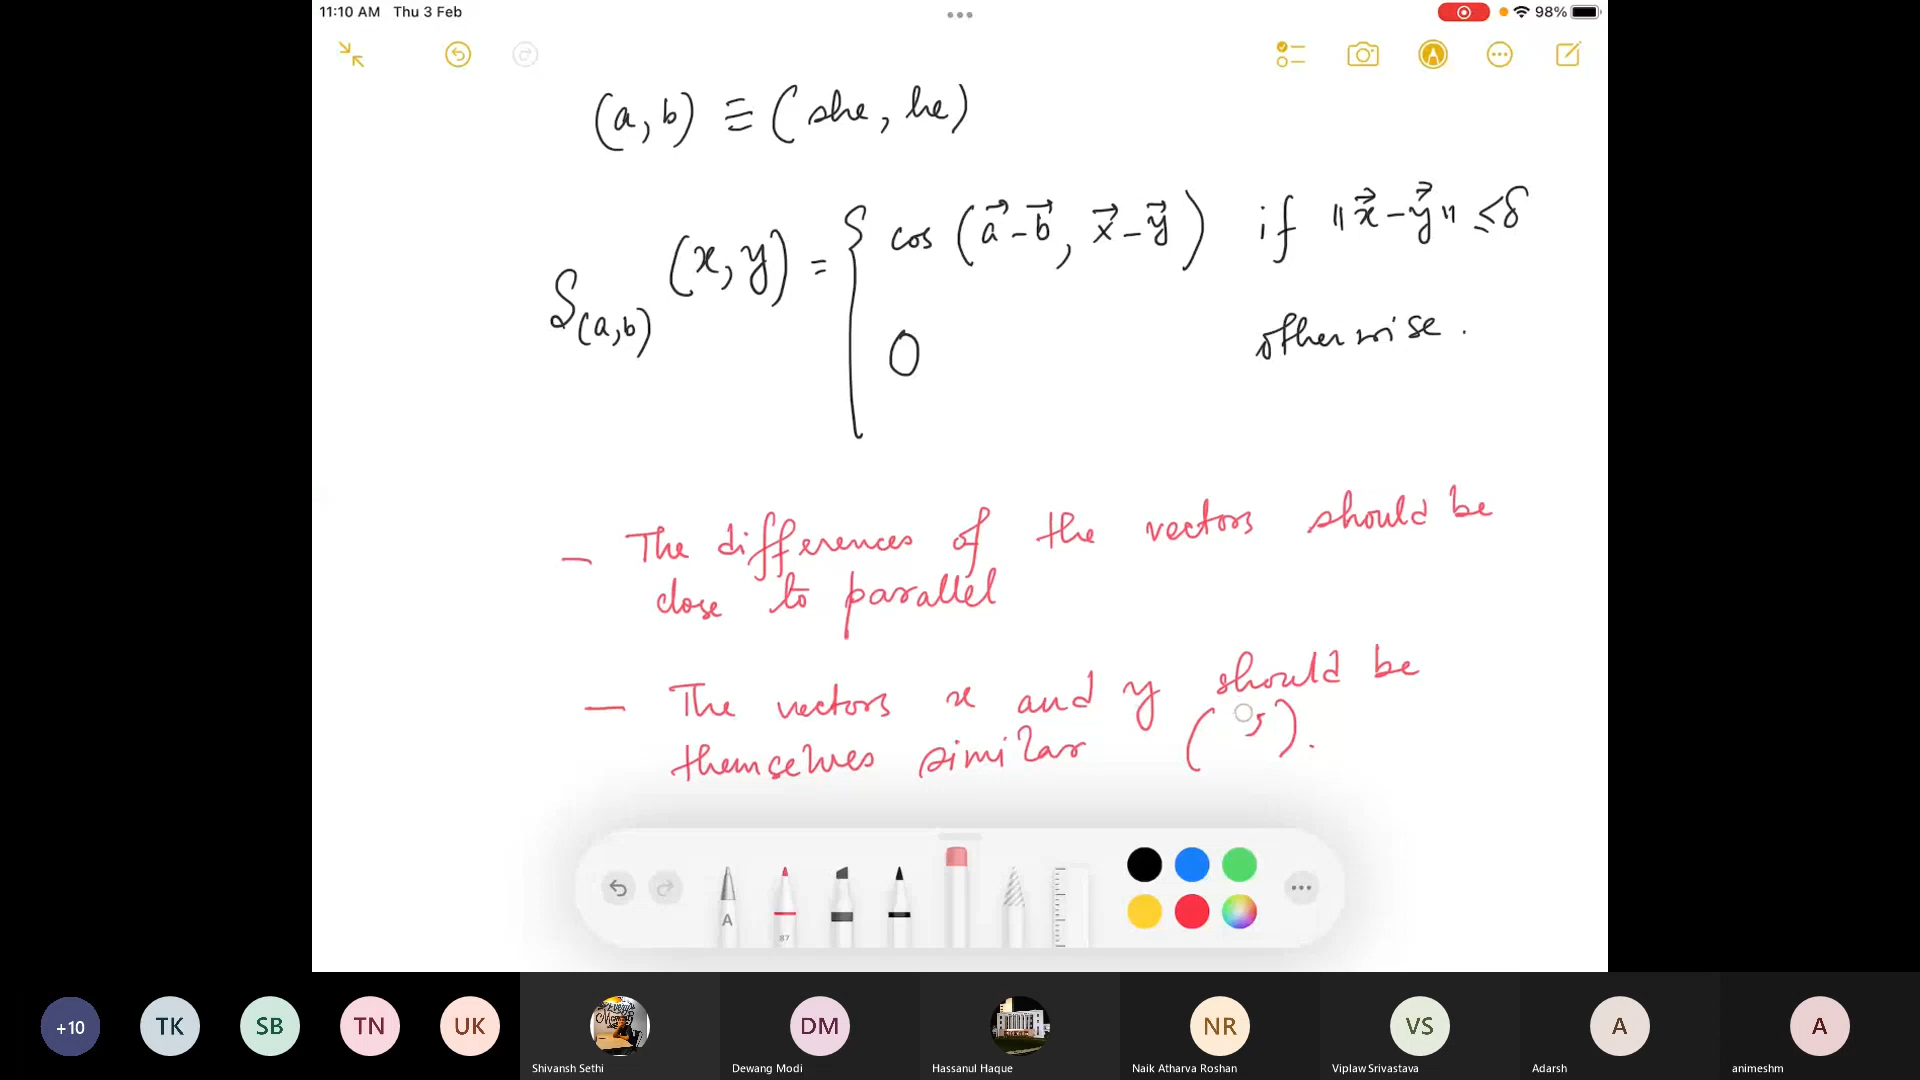 11:10 AM Thu 3 Feb
98%
(a, b) ≡ (she, he)
S(a,b) (x, y) = { cos (a⃗ - b⃗, x⃗ - y⃗) if ||x⃗ - y⃗|| ≤ δ
0 otherwise.
- The differences of the vectors should be
close to parallel
- The vectors x and y should be
themselves similar ( ).
A
87
+10
TK
SB
TN
UK
DM
NR
VS
A
A
Shivansh Sethi
Dewang Modi
Hassanul Haque
Naik Atharva Roshan
Viplaw Srivastava
Adarsh
animeshm